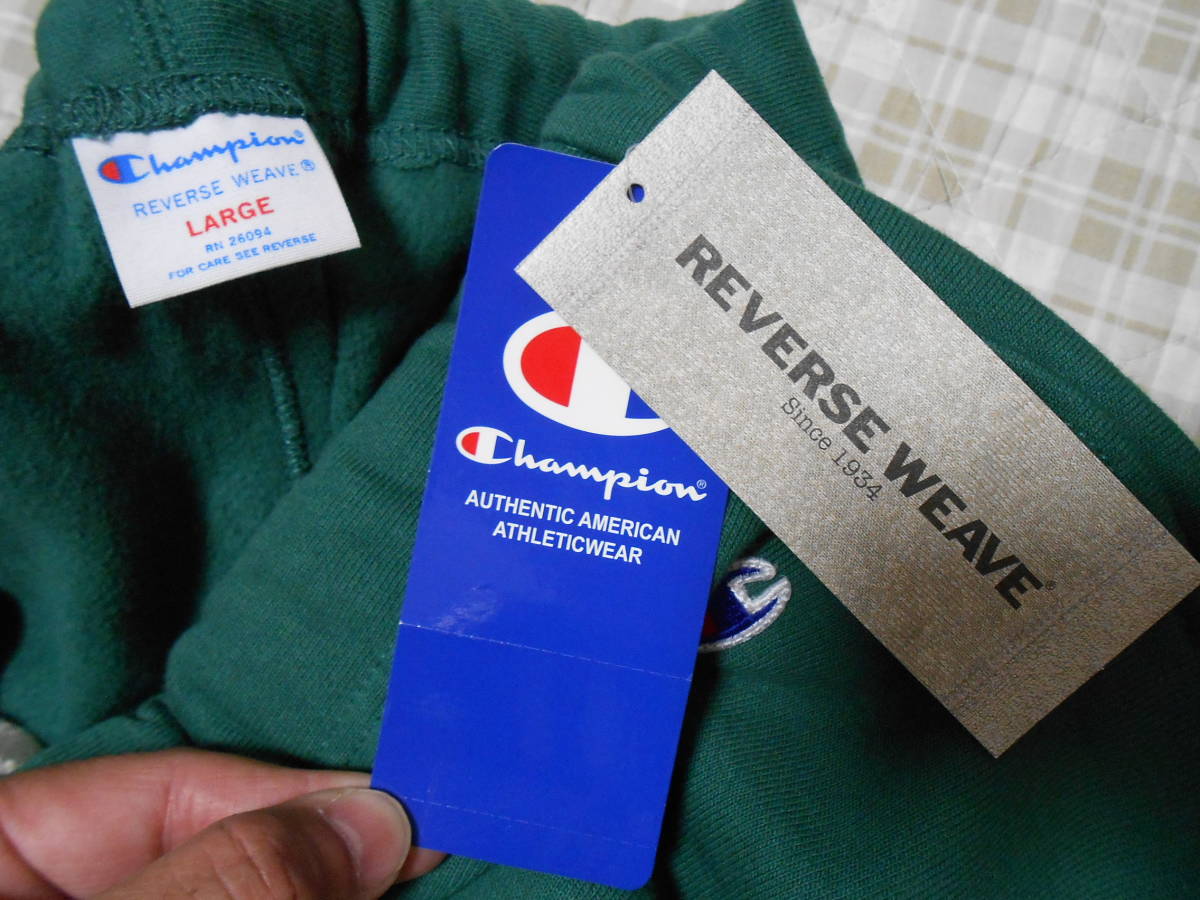 Champion®
REVERSE WEAVE®
LARGE
RN 26094
FOR CARE SEE REVERSE
Champion®
AUTHENTIC AMERICAN
ATHLETICWEAR
REVERSE WEAVE®
Since 1934